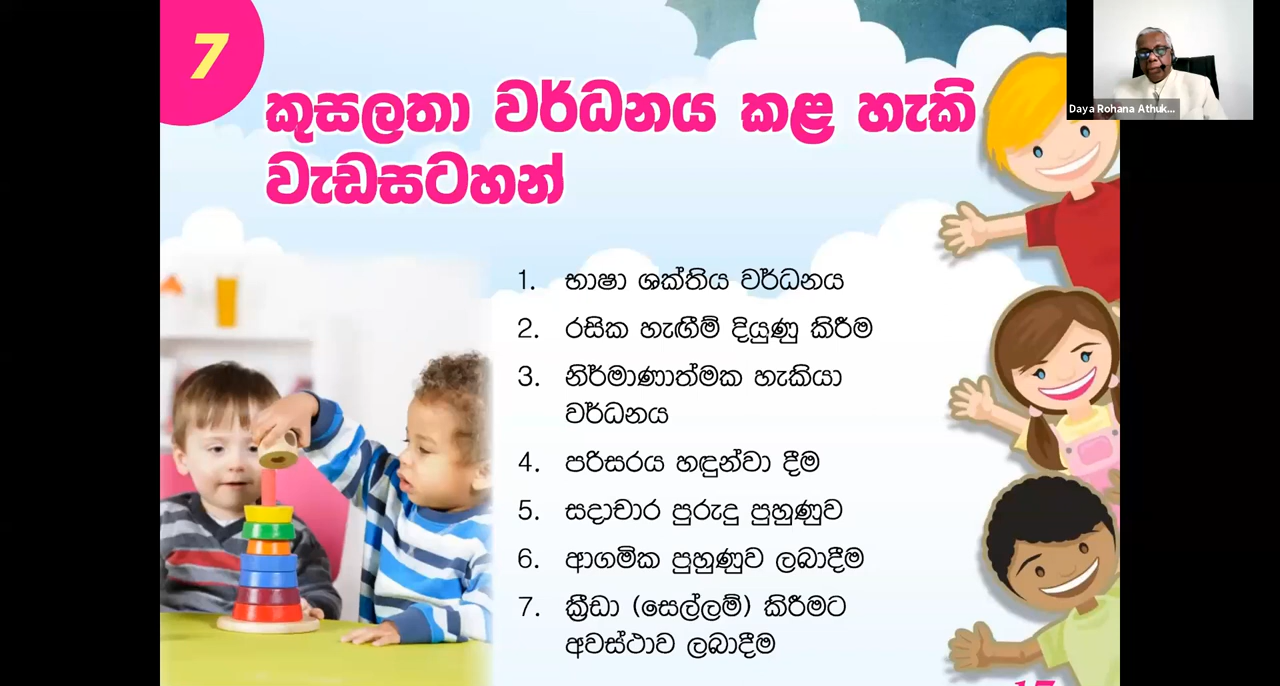 7
කුසලතා වර්ධනය කළ හැකි
වැඩසටහන්
Daya Rohana Athuk...
1. භාෂා ශක්තිය වර්ධනය
2. රසික හැඟීම් දියුණු කිරීම
3. නිර්මාණාත්මක හැකියා
වර්ධනය
4. පරිසරය හඳුන්වා දීම
5. සදාචාර පුරුදු පුහුණුව
6. ආගමික පුහුණුව ලබාදීම
7. ක්‍රීඩා (සෙල්ලම්) කිරීමට
අවස්ථාව ලබාදීම